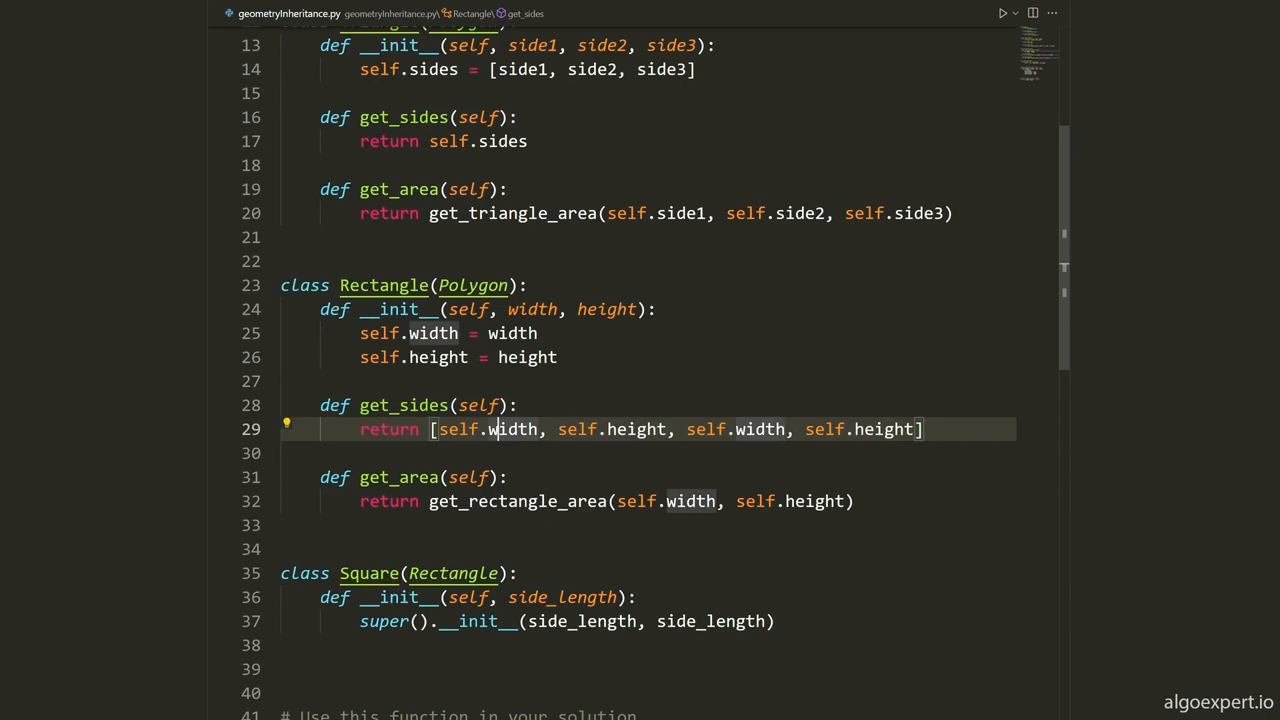 geometryInheritance.py geometryInheritance.py\Rectangle\get_sides
13 def __init__(self, side1, side2, side3):
14 self.sides = [side1, side2, side3]
15
16 def get_sides(self):
17 return self.sides
18
19 def get_area(self):
20 return get_triangle_area(self.side1, self.side2, self.side3)
21
22
23 class Rectangle(Polygon):
24 def __init__(self, width, height):
25 self.width = width
26 self.height = height
27
28 def get_sides(self):
29 return [self.width, self.height, self.width, self.height]
30
31 def get_area(self):
32 return get_rectangle_area(self.width, self.height)
33
34
35 class Square(Rectangle):
36 def __init__(self, side_length):
37 super().__init__(side_length, side_length)
38
39
40
41 # Use this function in your solution
algoexpert.io